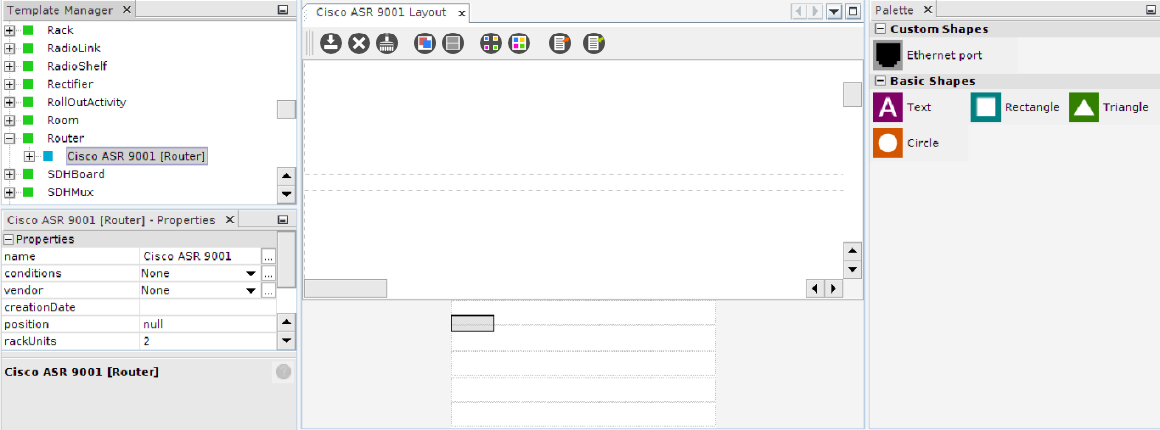 Template Manager
Rack
RadioLink
RadioShelf
Rectifier
RollOutActivity
Room
Router
Cisco ASR 9001 [Router]
SDHBoard
SDHMux
Cisco ASR 9001 [Router] - Properties
Properties
name Cisco ASR 9001 ...
conditions None ...
vendor None ...
creationDate
position null
rackUnits 2
Cisco ASR 9001 [Router]
?
Cisco ASR 9001 Layout
Palette
Custom Shapes
Ethernet port
Basic Shapes
A Text Rectangle Triangle
Circle